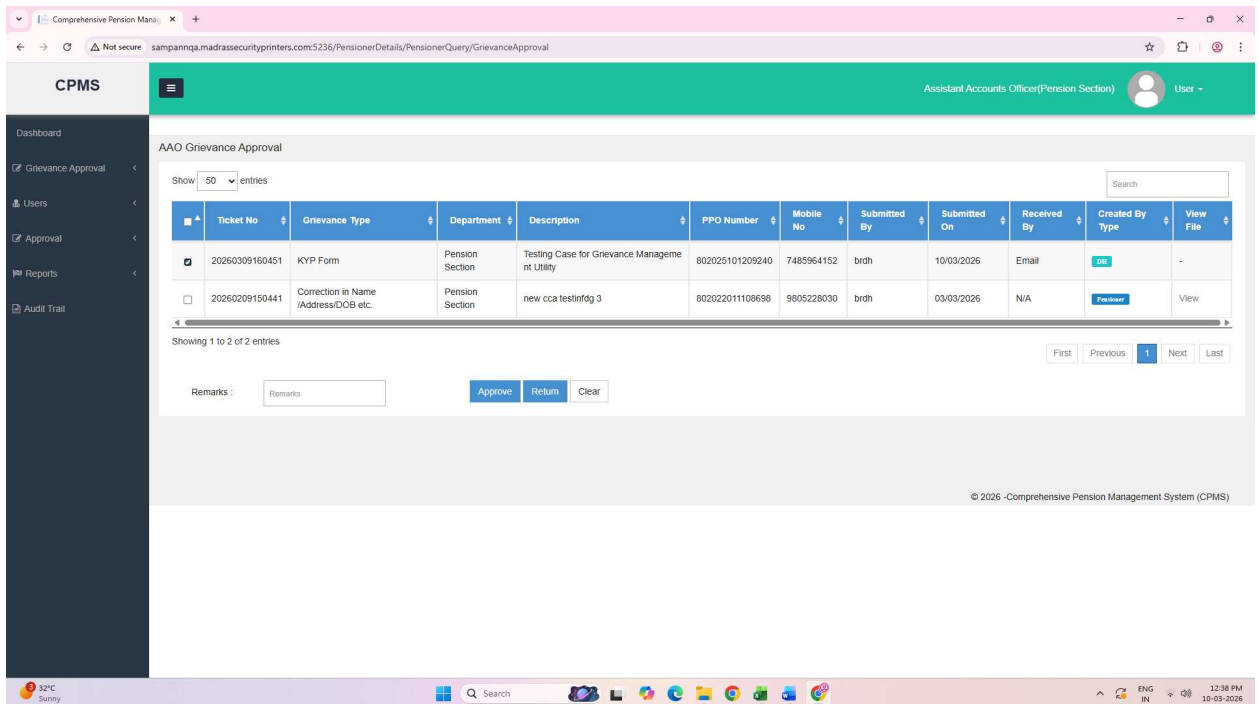 Comprehensive Pension Manag
Not secure sampannqa.madrassecurityprinters.com:5236/PensionerDetails/PensionerQuery/GrievanceApproval
CPMS
Assistant Accounts Officer(Pension Section) User
Dashboard
Grievance Approval
Users
Approval
Reports
Audit Trail
AAO Grievance Approval
Show 50 entries
Search
Ticket No Grievance Type Department Description PPO Number Mobile No Submitted By Submitted On Received By Created By Type View File
20260309160451 KYP Form Pension Section Testing Case for Grievance Manageme nt Utility 802025101209240 7485964152 brdh 10/03/2026 Email DH -
20260209150441 Correction in Name /Address/DOB etc. Pension Section new cca testinfdg 3 802022011108698 9805228030 brdh 03/03/2026 N/A Pensioner View
Showing 1 to 2 of 2 entries
First Previous 1 Next Last
Remarks : Remarks Approve Return Clear
© 2026 -Comprehensive Pension Management System (CPMS)
3 32°C
Sunny
Search
ENG
IN
12:38 PM
10-03-2026